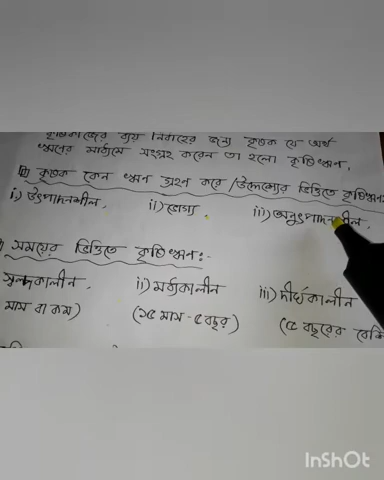 কৃষিকাজের ব্যয় নির্বাহের জন্যে কৃষক যে অর্থ
ঋণের মাধ্যমে সংগ্রহ করেন তা হলো কৃষিঋণ,
কৃষক কেন ঋণ গ্রহন করে / উদ্দেশ্যের ভিত্তিতে কৃষিঋণ:
i) উৎপাদনশীল, ii) ভোগ্য, iii) অনুৎপাদনশীল,
সময়ের ভিত্তিতে কৃষিঋণ:-
স্বল্পকালীন, ii) মধ্যকালীন iii) দীর্ঘকালীন
মাস বা কম) (১৫ মাস - ৫ বছর) (৫ বছরের বেশি
InShOt